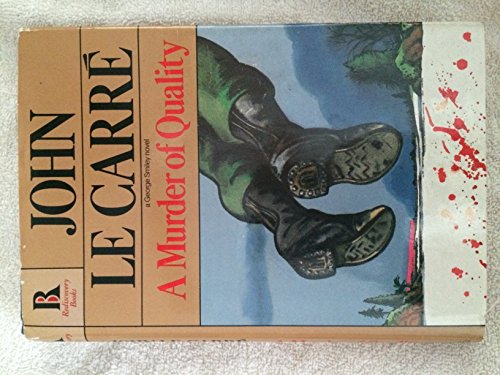 JOHN
LE CARRÉ
a George Smiley novel
A Murder of Quality
R
Rediscovery
Books